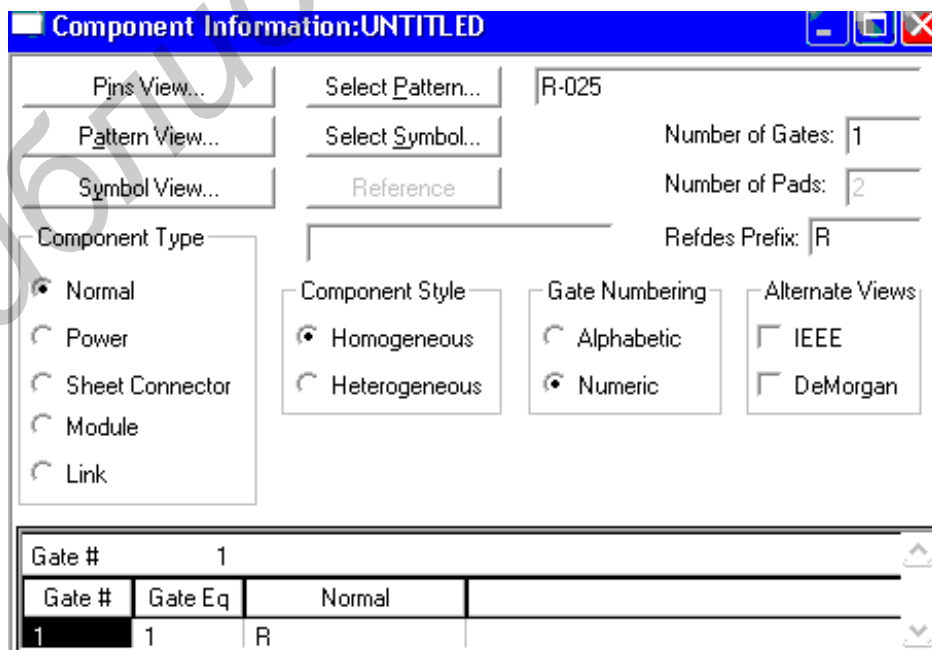 Component Information:UNTITLED
Pins View... Select Pattern... R-025
Pattern View... Select Symbol... Number of Gates: 1
Symbol View... Reference Number of Pads: 2
Component Type Refdes Prefix: R
Normal Component Style Gate Numbering Alternate Views
Power Homogeneous Alphabetic IEEE
Sheet Connector Heterogeneous Numeric DeMorgan
Module
Link
Gate # 1
Gate # Gate Eq Normal
1 1 R